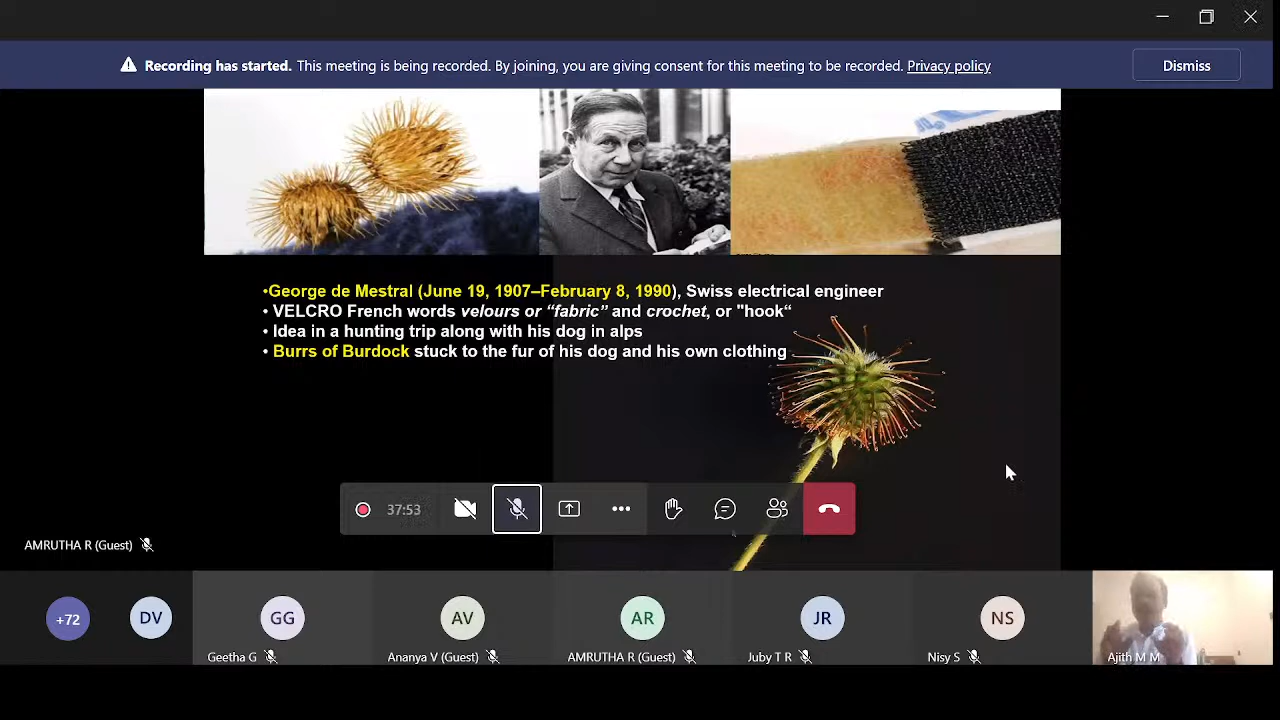 Recording has started. This meeting is being recorded. By joining, you are giving consent for this meeting to be recorded. Privacy policy
Dismiss
•George de Mestral (June 19, 1907–February 8, 1990), Swiss electrical engineer
• VELCRO French words velours or “fabric” and crochet, or "hook“
• Idea in a hunting trip along with his dog in alps
• Burrs of Burdock stuck to the fur of his dog and his own clothing
37:53
AMRUTHA R (Guest)
+72
DV
GG
AV
AR
JR
NS
Geetha G
Ananya V (Guest)
AMRUTHA R (Guest)
Juby T R
Nisy S
Ajith M M